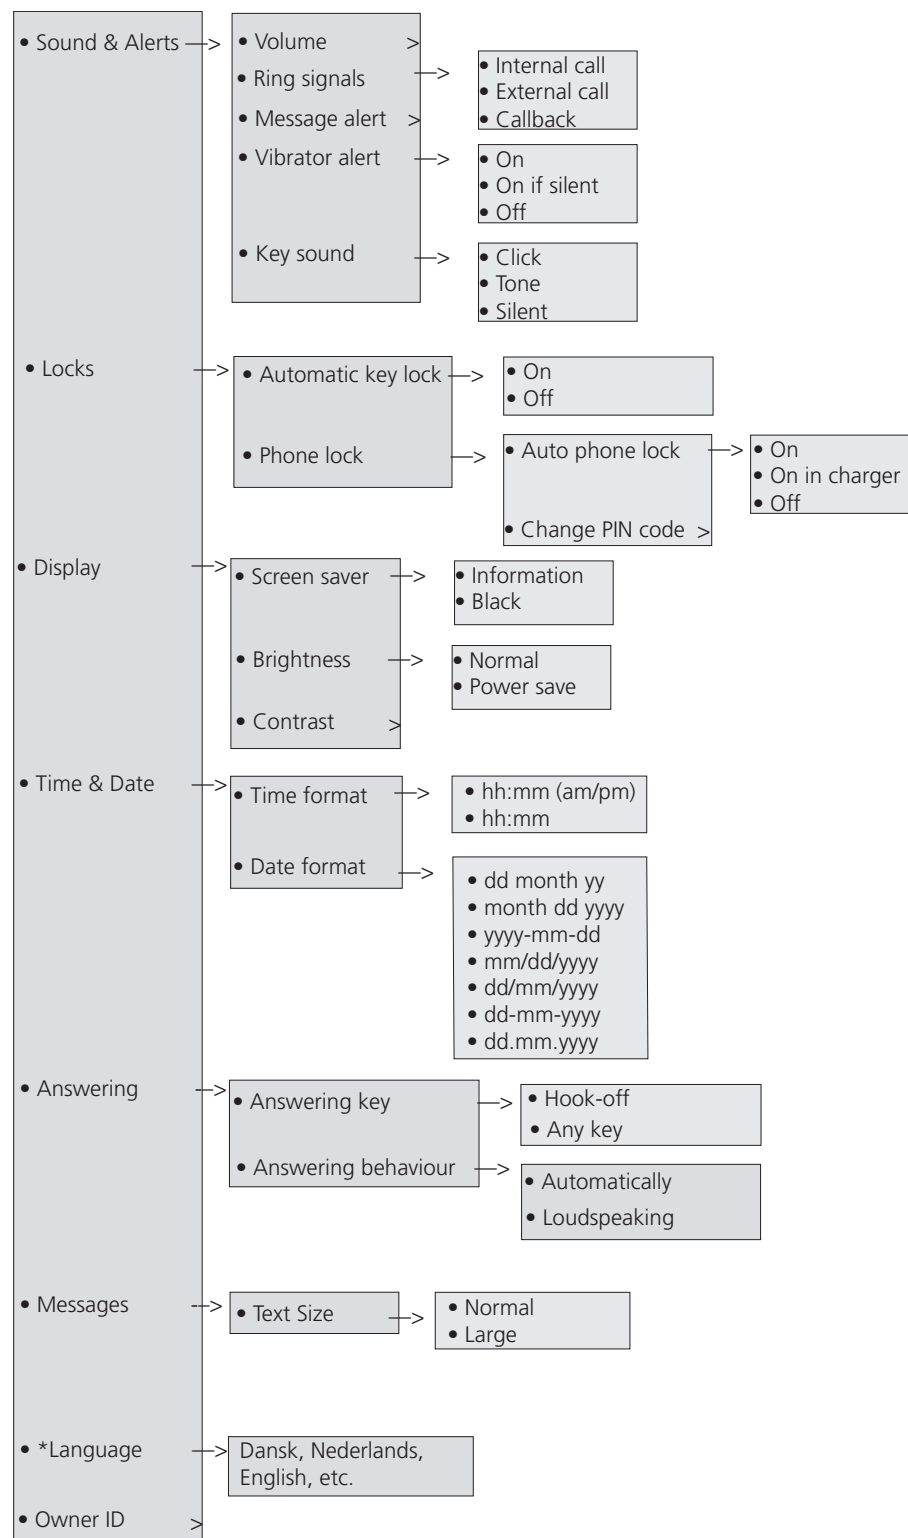 • Sound & Alerts —>
• Volume >
• Ring signals —>
• Internal call
• External call
• Callback
• Message alert >
• Vibrator alert —>
• On
• On if silent
• Off
• Key sound —>
• Click
• Tone
• Silent
• Locks —>
• Automatic key lock —>
• On
• Off
• Phone lock —>
• Auto phone lock —>
• On
• On in charger
• Off
• Change PIN code >
• Display —>
• Screen saver —>
• Information
• Black
• Brightness —>
• Normal
• Power save
• Contrast >
• Time & Date —>
• Time format —>
• hh:mm (am/pm)
• hh:mm
• Date format —>
• dd month yy
• month dd yyyy
• yyyy-mm-dd
• mm/dd/yyyy
• dd/mm/yyyy
• dd-mm-yyyy
• dd.mm.yyyy
• Answering —>
• Answering key —>
• Hook-off
• Any key
• Answering behaviour —>
• Automatically
• Loudspeaking
• Messages —>
• Text Size —>
• Normal
• Large
• *Language —>
Dansk, Nederlands,
English, etc.
• Owner ID >